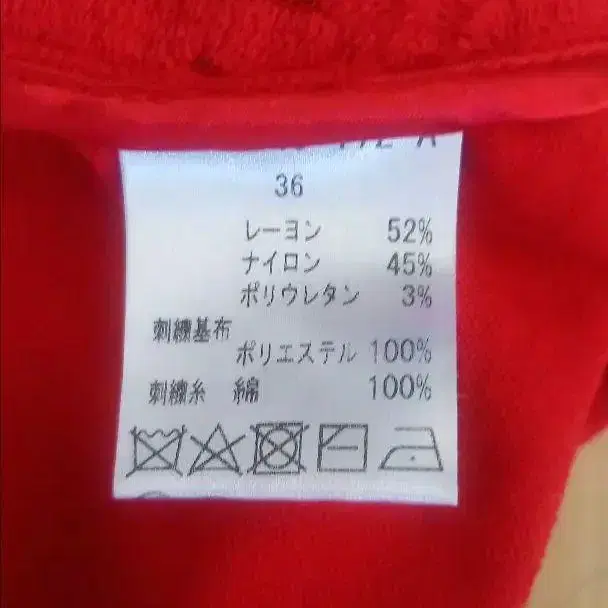 36
レーヨン 52%
ナイロン 45%
ポリウレタン 3%
刺繍基布
ポリエステル 100%
刺繍糸 綿 100%